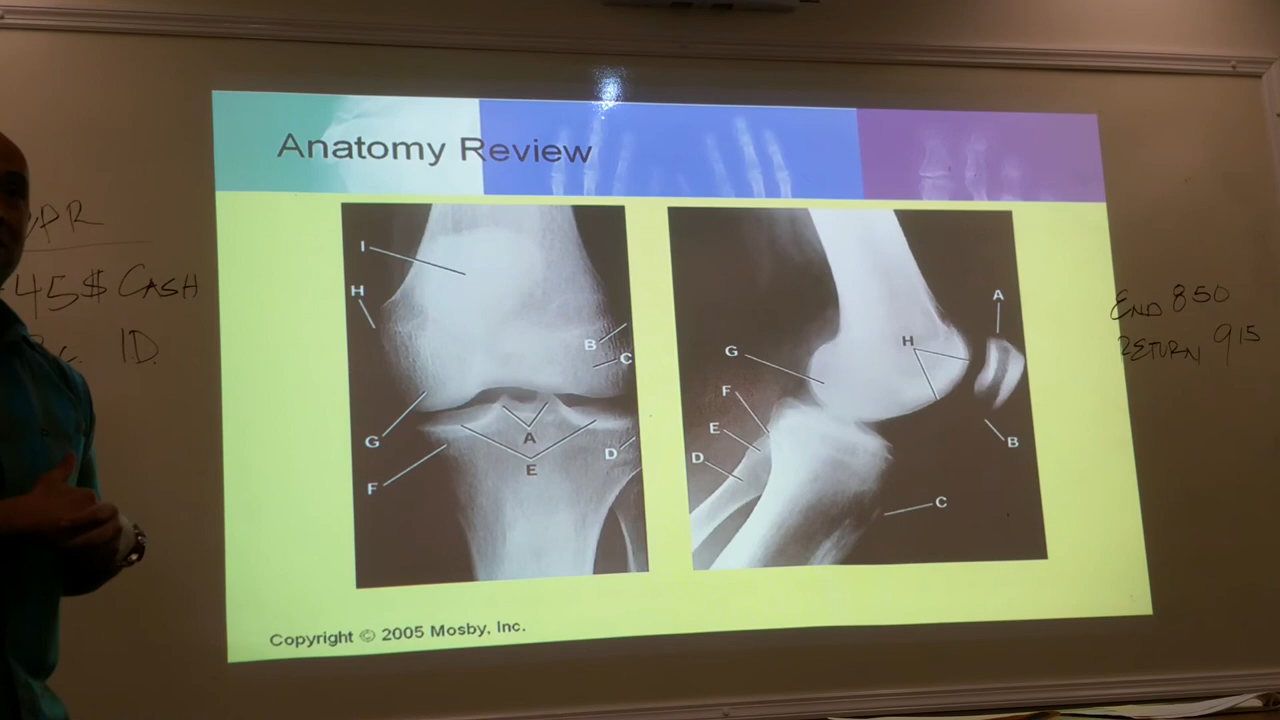 Anatomy Review
PR
45$ CASH
ID
I
H
B
C
G
A
D
E
F
A
H
G
F
E
B
D
C
END 850
RETURN 915
Copyright © 2005 Mosby, Inc.